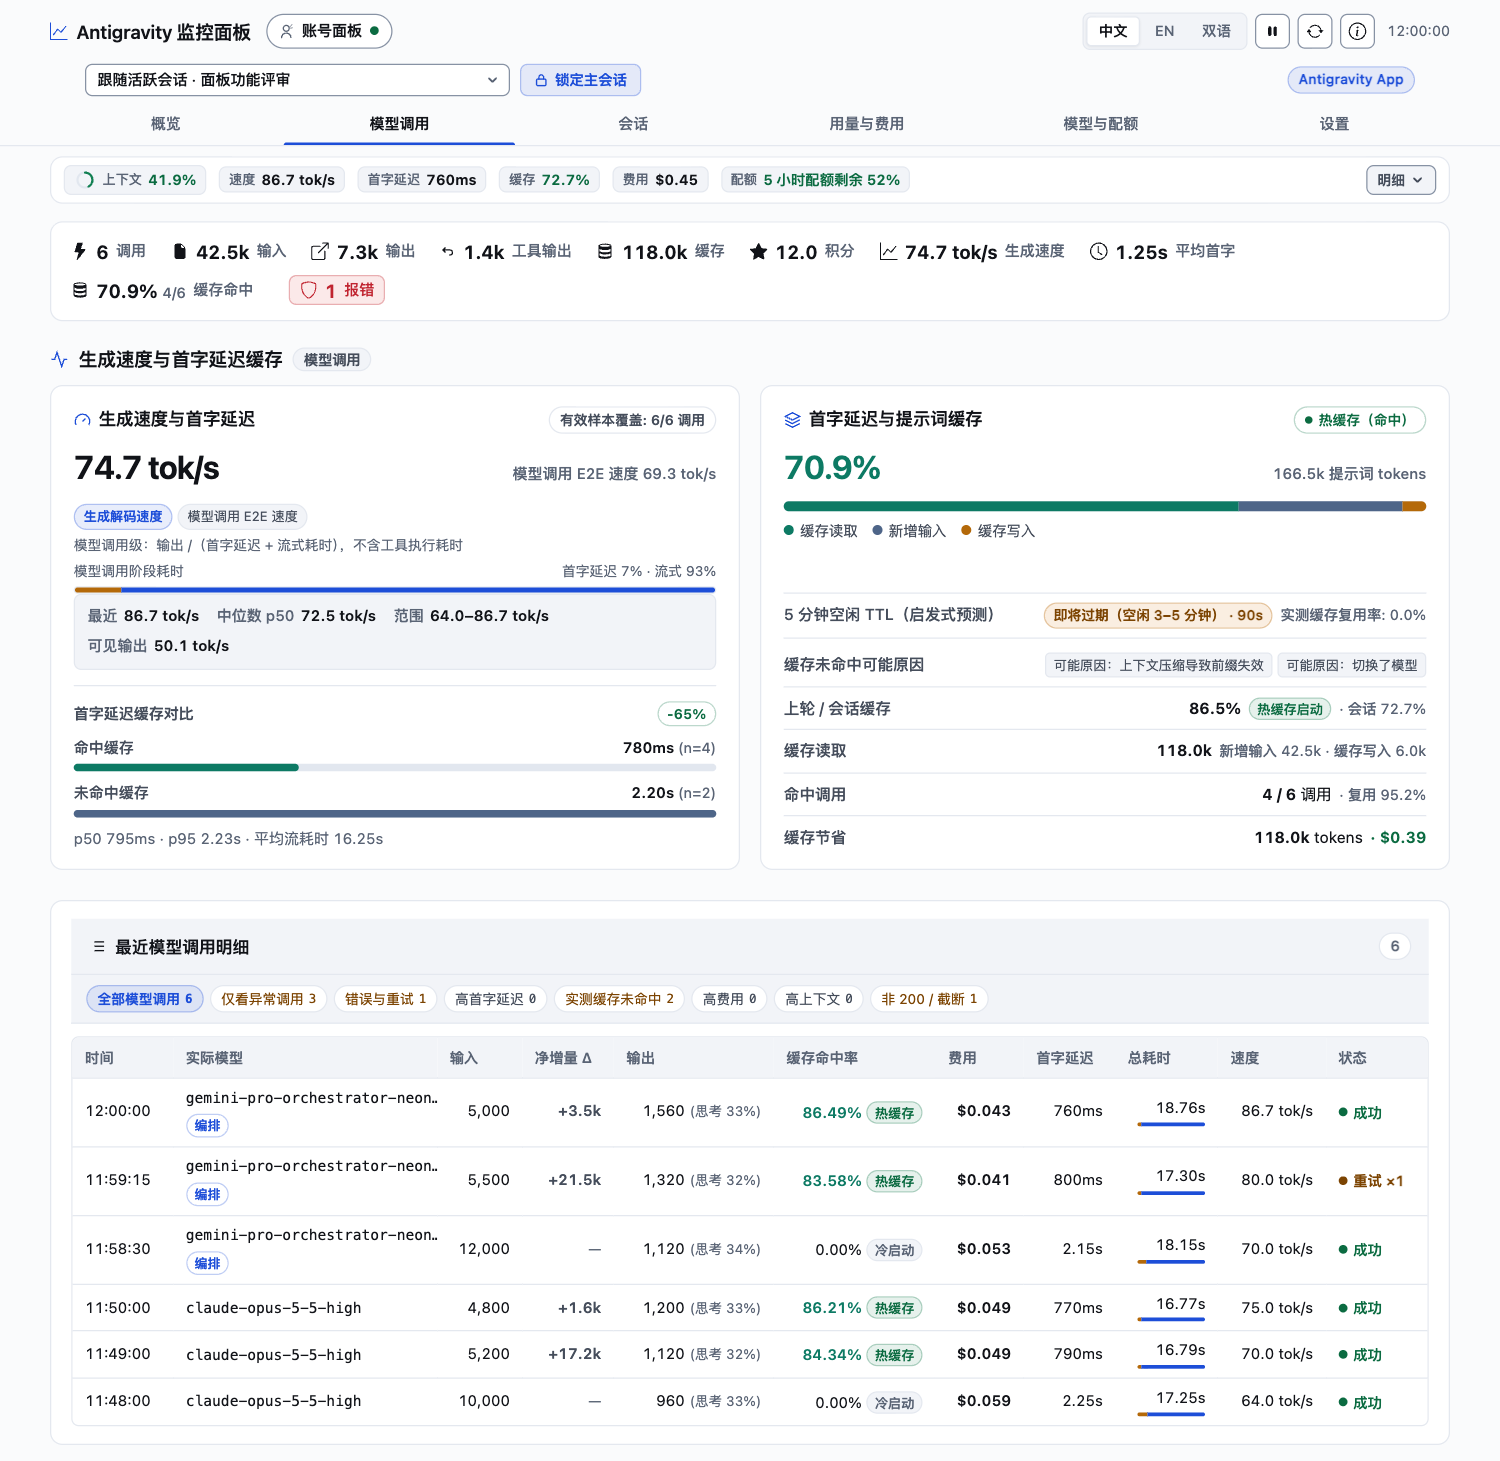 Antigravity 监控面板
账号面板
中文 EN 双语
12:00:00
跟随活跃会话 · 面板功能评审
锁定主会话
Antigravity App
概览 模型调用 会话 用量与费用 模型与配额 设置
上下文 41.9% 速度 86.7 tok/s 首字延迟 760ms 缓存 72.7% 费用 $0.45 配额 5 小时配额剩余 52% 明细
6 调用 42.5k 输入 7.3k 输出 1.4k 工具输出 118.0k 缓存 12.0 积分 74.7 tok/s 生成速度 1.25s 平均首字
70.9% 4/6 缓存命中 1 报错
生成速度与首字延迟缓存 模型调用
生成速度与首字延迟 有效样本覆盖: 6/6 调用
74.7 tok/s 模型调用 E2E 速度 69.3 tok/s
生成解码速度 模型调用 E2E 速度
模型调用级：输出 /（首字延迟 + 流式耗时），不含工具执行耗时
模型调用阶段耗时 首字延迟 7% · 流式 93%
最近 86.7 tok/s 中位数 p50 72.5 tok/s 范围 64.0–86.7 tok/s
可见输出 50.1 tok/s
首字延迟缓存对比 -65%
命中缓存 780ms (n=4)
未命中缓存 2.20s (n=2)
p50 795ms · p95 2.23s · 平均流耗时 16.25s
首字延迟与提示词缓存 热缓存（命中）
70.9% 166.5k 提示词 tokens
缓存读取 新增输入 缓存写入
5 分钟空闲 TTL（启发式预测） 即将过期（空闲 3–5 分钟） · 90s 实测缓存复用率: 0.0%
缓存未命中可能原因 可能原因：上下文压缩导致前缀失效 可能原因：切换了模型
上轮 / 会话缓存 86.5% 热缓存启动 · 会话 72.7%
缓存读取 118.0k 新增输入 42.5k · 缓存写入 6.0k
命中调用 4 / 6 调用 · 复用 95.2%
缓存节省 118.0k tokens · $0.39
最近模型调用明细 6
全部模型调用 6 仅看异常调用 3 错误与重试 1 高首字延迟 0 实测缓存未命中 2 高费用 0 高上下文 0 非 200 / 截断 1
时间 实际模型 输入 净增量 Δ 输出 缓存命中率 费用 首字延迟 总耗时 速度 状态
12:00:00 gemini-pro-orchestrator-neon… 编排 5,000 +3.5k 1,560 (思考 33%) 86.49% 热缓存 $0.043 760ms 18.76s 86.7 tok/s 成功
11:59:15 gemini-pro-orchestrator-neon… 编排 5,500 +21.5k 1,320 (思考 32%) 83.58% 热缓存 $0.041 800ms 17.30s 80.0 tok/s 重试 ×1
11:58:30 gemini-pro-orchestrator-neon… 编排 12,000 — 1,120 (思考 34%) 0.00% 冷启动 $0.053 2.15s 18.15s 70.0 tok/s 成功
11:50:00 claude-opus-5-5-high 4,800 +1.6k 1,200 (思考 33%) 86.21% 热缓存 $0.049 770ms 16.77s 75.0 tok/s 成功
11:49:00 claude-opus-5-5-high 5,200 +17.2k 1,120 (思考 32%) 84.34% 热缓存 $0.049 790ms 16.79s 70.0 tok/s 成功
11:48:00 claude-opus-5-5-high 10,000 — 960 (思考 33%) 0.00% 冷启动 $0.059 2.25s 17.25s 64.0 tok/s 成功